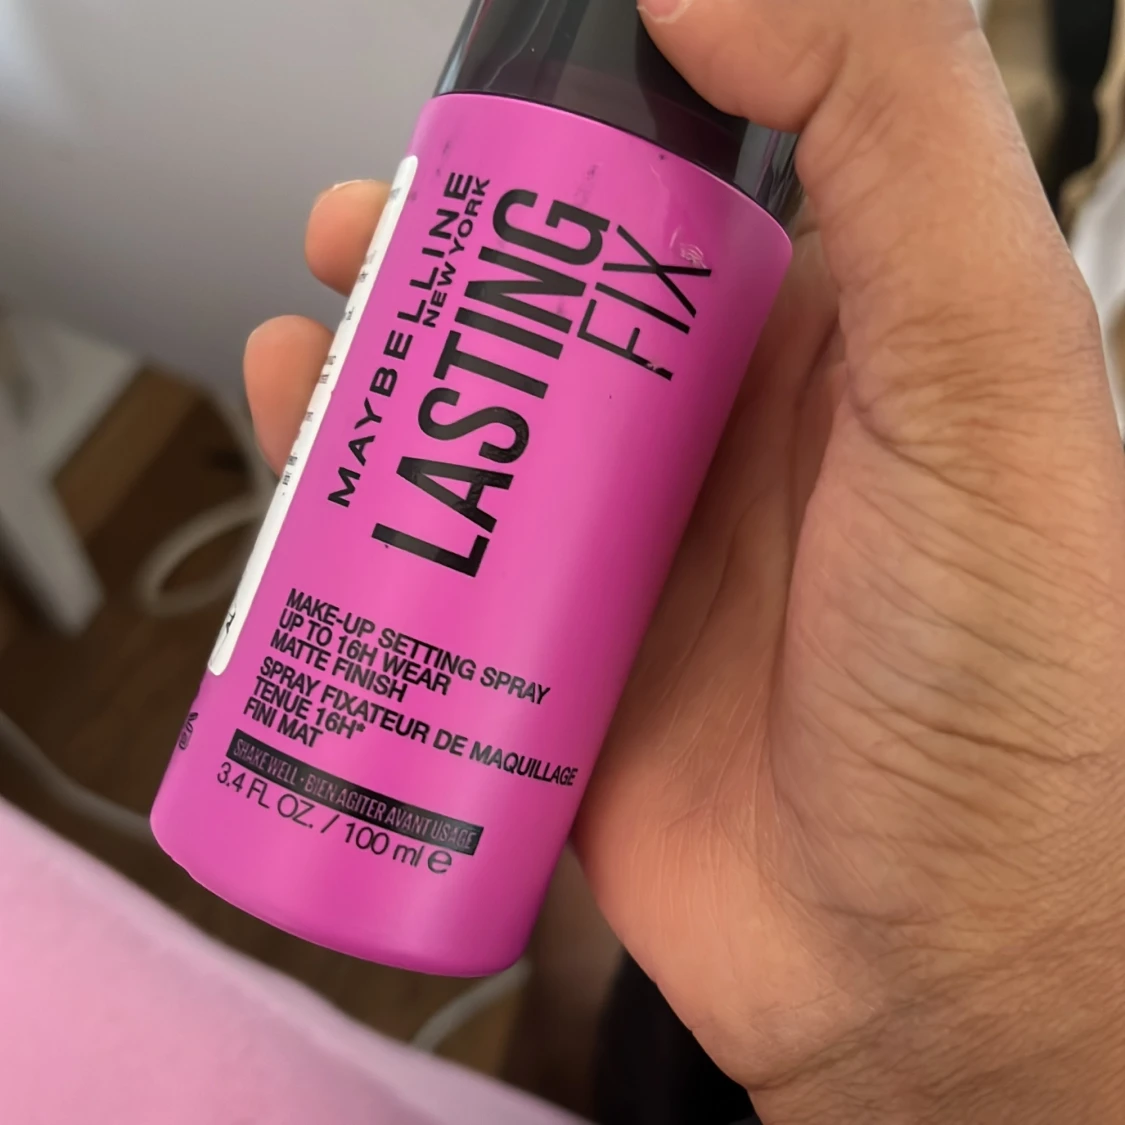 MAYBELLINE
NEW YORK
LASTING
FIX
MAKE-UP SETTING SPRAY
UP TO 16H WEAR
MATTE FINISH
SPRAY FIXATEUR DE MAQUILLAGE
TENUE 16H*
FINI MAT
SHAKE WELL • BIEN AGITER AVANT USAGE
3.4 FL OZ. / 100 ml ℮